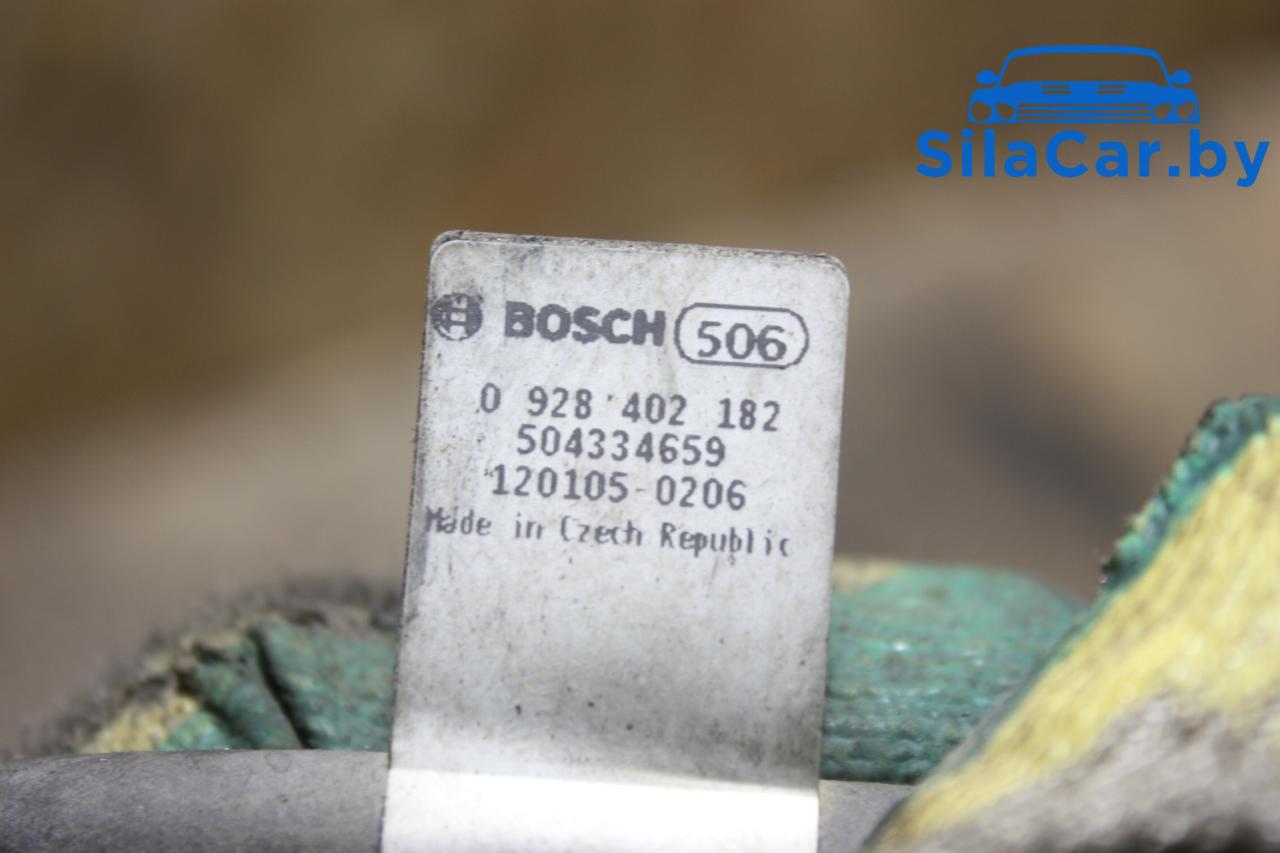 SilaCar.by
BOSCH 506
0 928 402 182
504334659
120105-0206
Made in Czech Republic